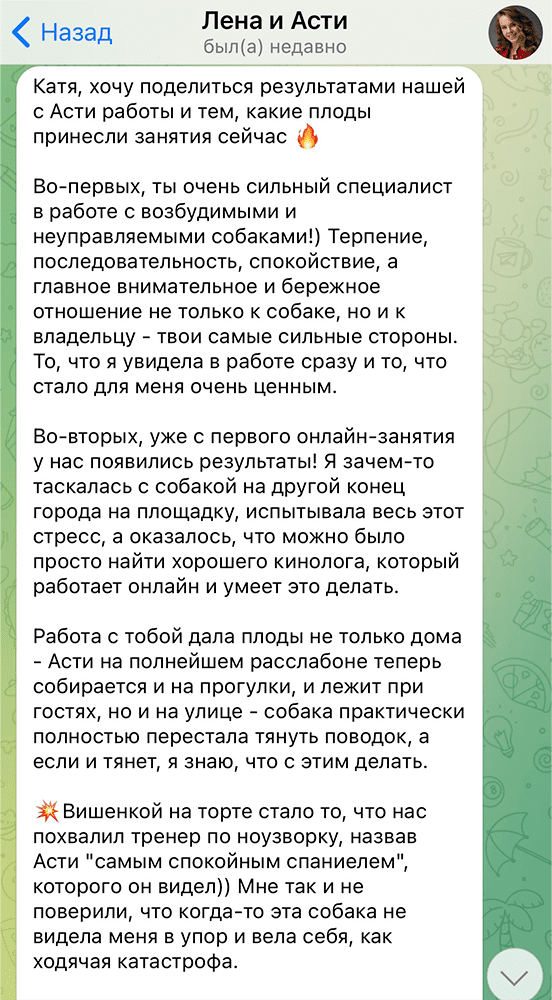 Назад
Лена и Асти
был(а) недавно
Катя, хочу поделиться результатами нашей
с Асти работы и тем, какие плоды
принесли занятия сейчас 🔥
Во-первых, ты очень сильный специалист
в работе с возбудимыми и
неуправляемыми собаками!) Терпение,
последовательность, спокойствие, а
главное внимательное и бережное
отношение не только к собаке, но и к
владельцу - твои самые сильные стороны.
То, что я увидела в работе сразу и то, что
стало для меня очень ценным.
Во-вторых, уже с первого онлайн-занятия
у нас появились результаты! Я зачем-то
таскалась с собакой на другой конец
города на площадку, испытывала весь этот
стресс, а оказалось, что можно было
просто найти хорошего кинолога, который
работает онлайн и умеет это делать.
Работа с тобой дала плоды не только дома
- Асти на полнейшем расслабоне теперь
собирается и на прогулки, и лежит при
гостях, но и на улице - собака практически
полностью перестала тянуть поводок, а
если и тянет, я знаю, что с этим делать.
💥Вишенкой на торте стало то, что нас
похвалил тренер по ноузворку, назвав
Асти "самым спокойным спаниелем",
которого он видел)) Мне так и не
поверили, что когда-то эта собака не
видела меня в упор и вела себя, как
ходячая катастрофа.